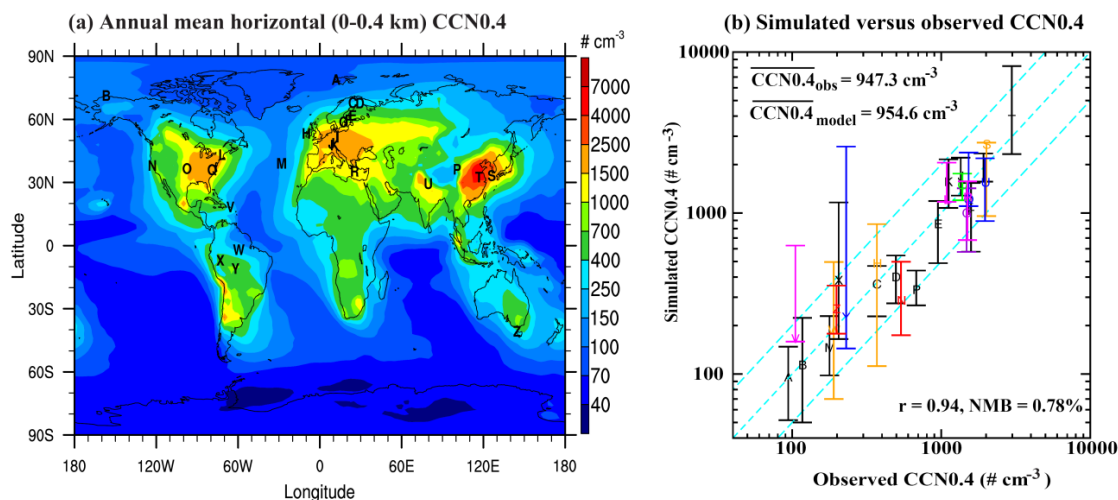 (a) Annual mean horizontal (0-0.4 km) CCN0.4
# cm-3
90N
60N
30N
0
30S
60S
90S
Latitude
180
120W
60W
0
60E
120E
180
Longitude
A
B
H
M
N
L
O
Q
V
W
X
Y
J
K
R
U
P
T
S
Z
7000
4000
2500
1500
1000
700
400
250
150
100
70
40
(b) Simulated versus observed CCN0.4
CCN0.4obs = 947.3 cm-3
CCN0.4model = 954.6 cm-3
10000
1000
100
Simulated CCN0.4 (# cm-3)
A
B
C
D
E
P
r = 0.94, NMB = 0.78%
100
1000
10000
Observed CCN0.4 (# cm-3)